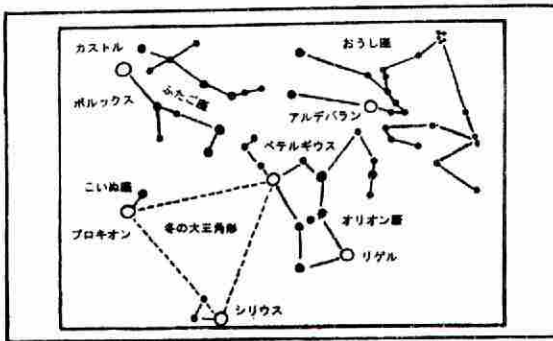 カストル
おうし座
ふたご座
ポルックス
アルデバラン
ベテルギウス
こいぬ座
プロキオン
冬の大三角形
オリオン座
リゲル
シリウス